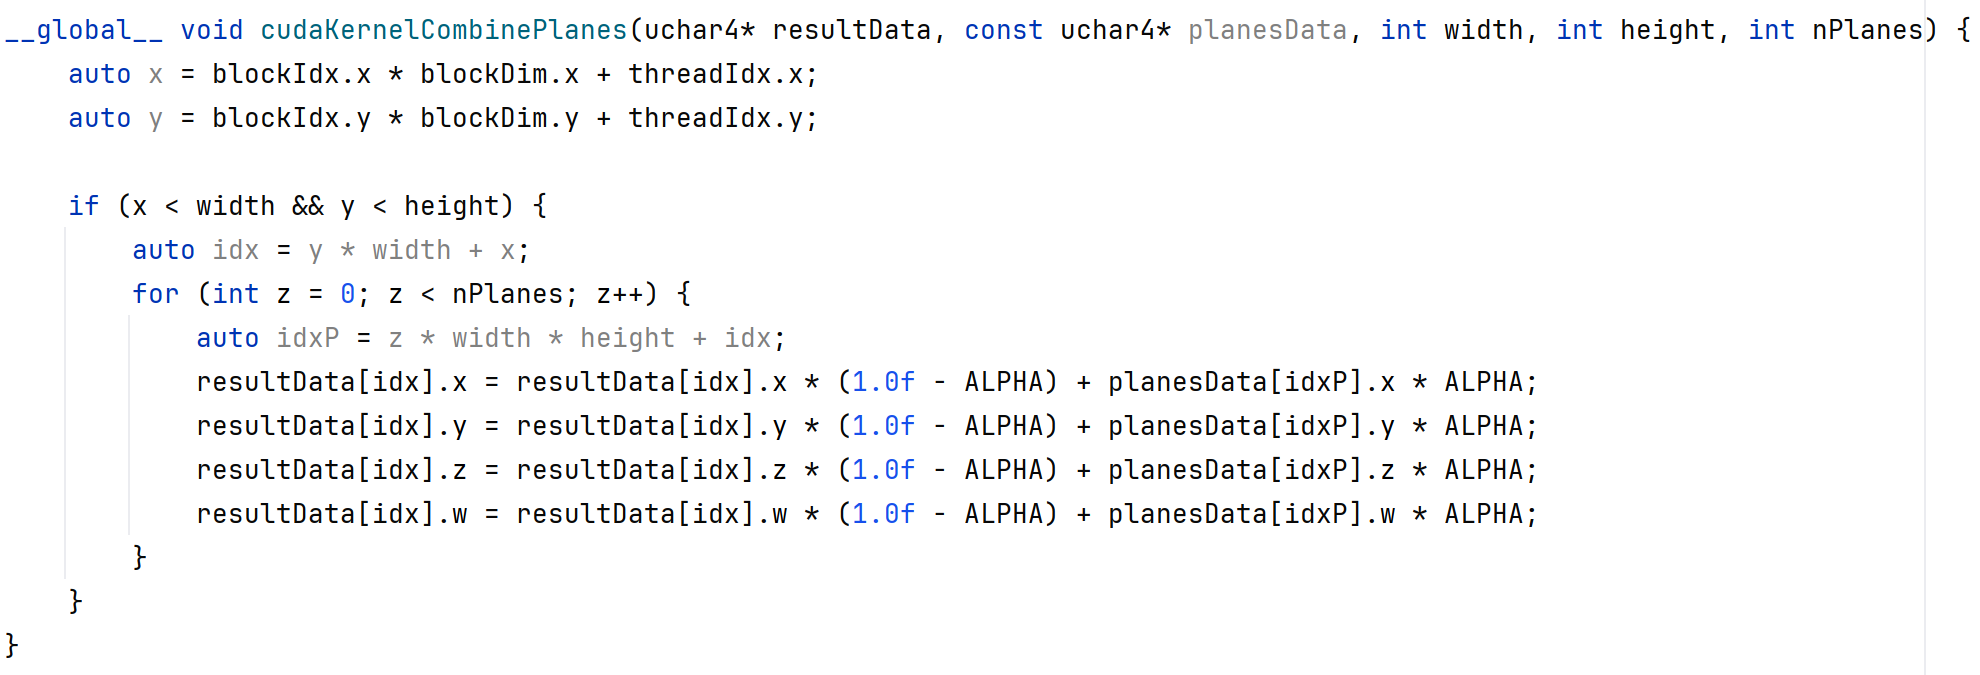 __global__ void cudaKernelCombinePlanes(uchar4* resultData, const uchar4* planesData, int width, int height, int nPlanes) {
    auto x = blockIdx.x * blockDim.x + threadIdx.x;
    auto y = blockIdx.y * blockDim.y + threadIdx.y;

    if (x < width && y < height) {
        auto idx = y * width + x;
        for (int z = 0; z < nPlanes; z++) {
            auto idxP = z * width * height + idx;
            resultData[idx].x = resultData[idx].x * (1.0f - ALPHA) + planesData[idxP].x * ALPHA;
            resultData[idx].y = resultData[idx].y * (1.0f - ALPHA) + planesData[idxP].y * ALPHA;
            resultData[idx].z = resultData[idx].z * (1.0f - ALPHA) + planesData[idxP].z * ALPHA;
            resultData[idx].w = resultData[idx].w * (1.0f - ALPHA) + planesData[idxP].w * ALPHA;
        }
    }
}